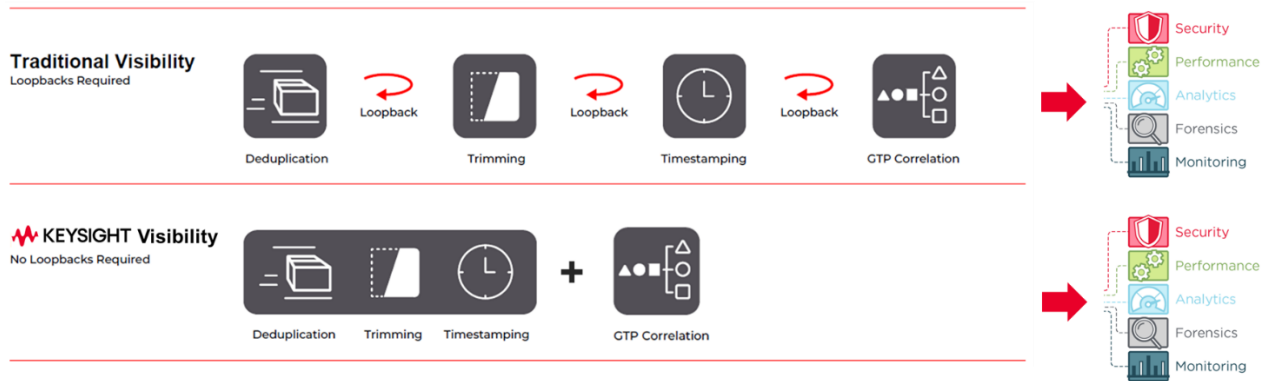 Traditional Visibility
Loopbacks Required
Loopback
Loopback
Loopback
Deduplication
Trimming
Timestamping
GTP Correlation
Security
Performance
Analytics
Forensics
Monitoring
KEYSIGHT Visibility
No Loopbacks Required
+
Deduplication
Trimming
Timestamping
GTP Correlation
Security
Performance
Analytics
Forensics
Monitoring